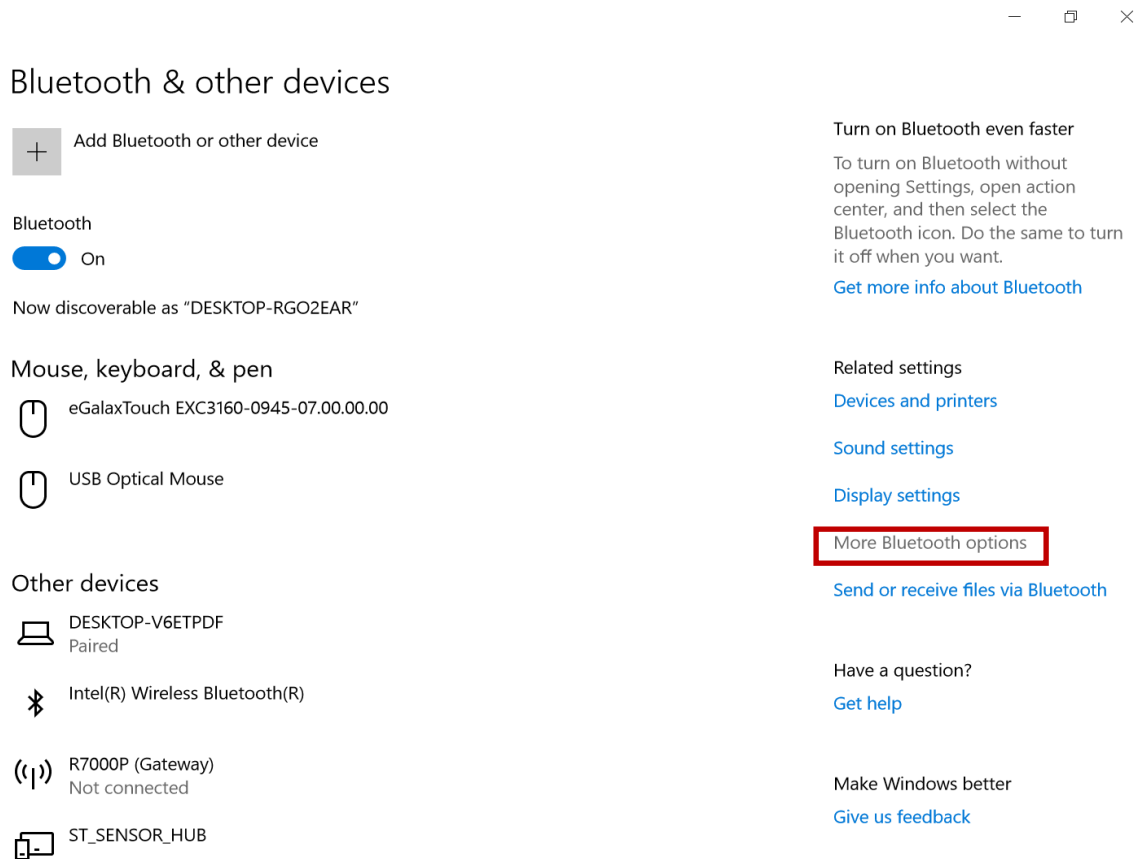 Bluetooth & other devices
Add Bluetooth or other device
Bluetooth
On
Now discoverable as “DESKTOP-RGO2EAR”
Mouse, keyboard, & pen
eGalaxTouch EXC3160-0945-07.00.00.00
USB Optical Mouse
Other devices
DESKTOP-V6ETPDF
Paired
Intel(R) Wireless Bluetooth(R)
R7000P (Gateway)
Not connected
ST_SENSOR_HUB
Turn on Bluetooth even faster
To turn on Bluetooth without
opening Settings, open action
center, and then select the
Bluetooth icon. Do the same to turn
it off when you want.
Get more info about Bluetooth
Related settings
Devices and printers
Sound settings
Display settings
More Bluetooth options
Send or receive files via Bluetooth
Have a question?
Get help
Make Windows better
Give us feedback